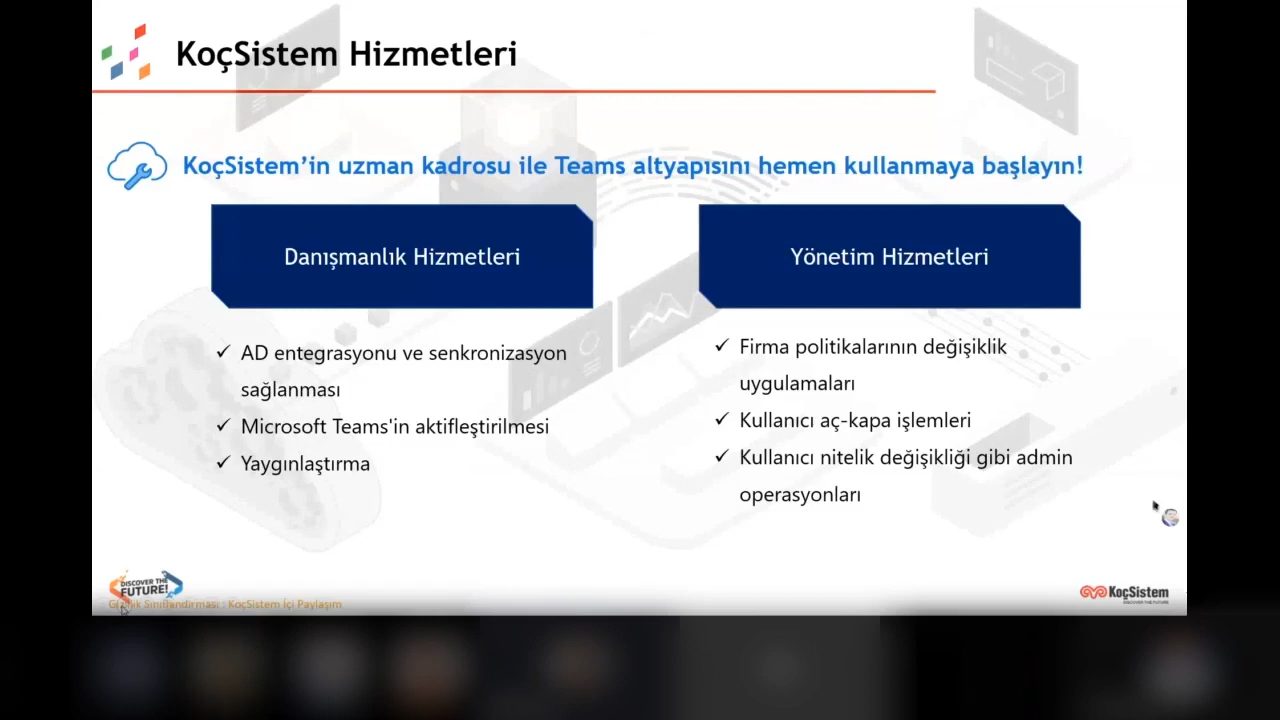 KoçSistem Hizmetleri
KoçSistem’in uzman kadrosu ile Teams altyapısını hemen kullanmaya başlayın!
Danışmanlık Hizmetleri
✓ AD entegrasyonu ve senkronizasyon
sağlanması
✓ Microsoft Teams'in aktifleştirilmesi
✓ Yaygınlaştırma
Yönetim Hizmetleri
✓ Firma politikalarının değişiklik
uygulamaları
✓ Kullanıcı aç-kapa işlemleri
✓ Kullanıcı nitelik değişikliği gibi admin
operasyonları
DISCOVER THE
FUTURE!
Gizlilik Sınıflandırması : KoçSistem İçi Paylaşım
KoçSistem
DISCOVER THE FUTURE